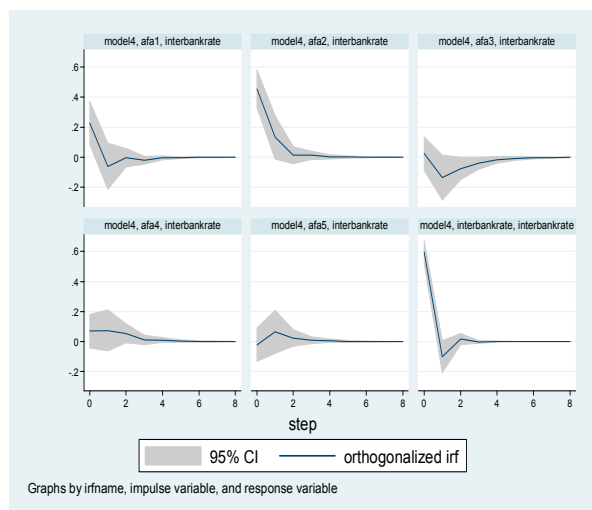 model4, afa1, interbankrate model4, afa2, interbankrate model4, afa3, interbankrate
.6
.4
.2
0
-.2
model4, afa4, interbankrate model4, afa5, interbankrate model4, interbankrate, interbankrate
.6
.4
.2
0
-.2
0 2 4 6 8 0 2 4 6 8 0 2 4 6 8
step
95% CI orthogonalized irf
Graphs by irfname, impulse variable, and response variable